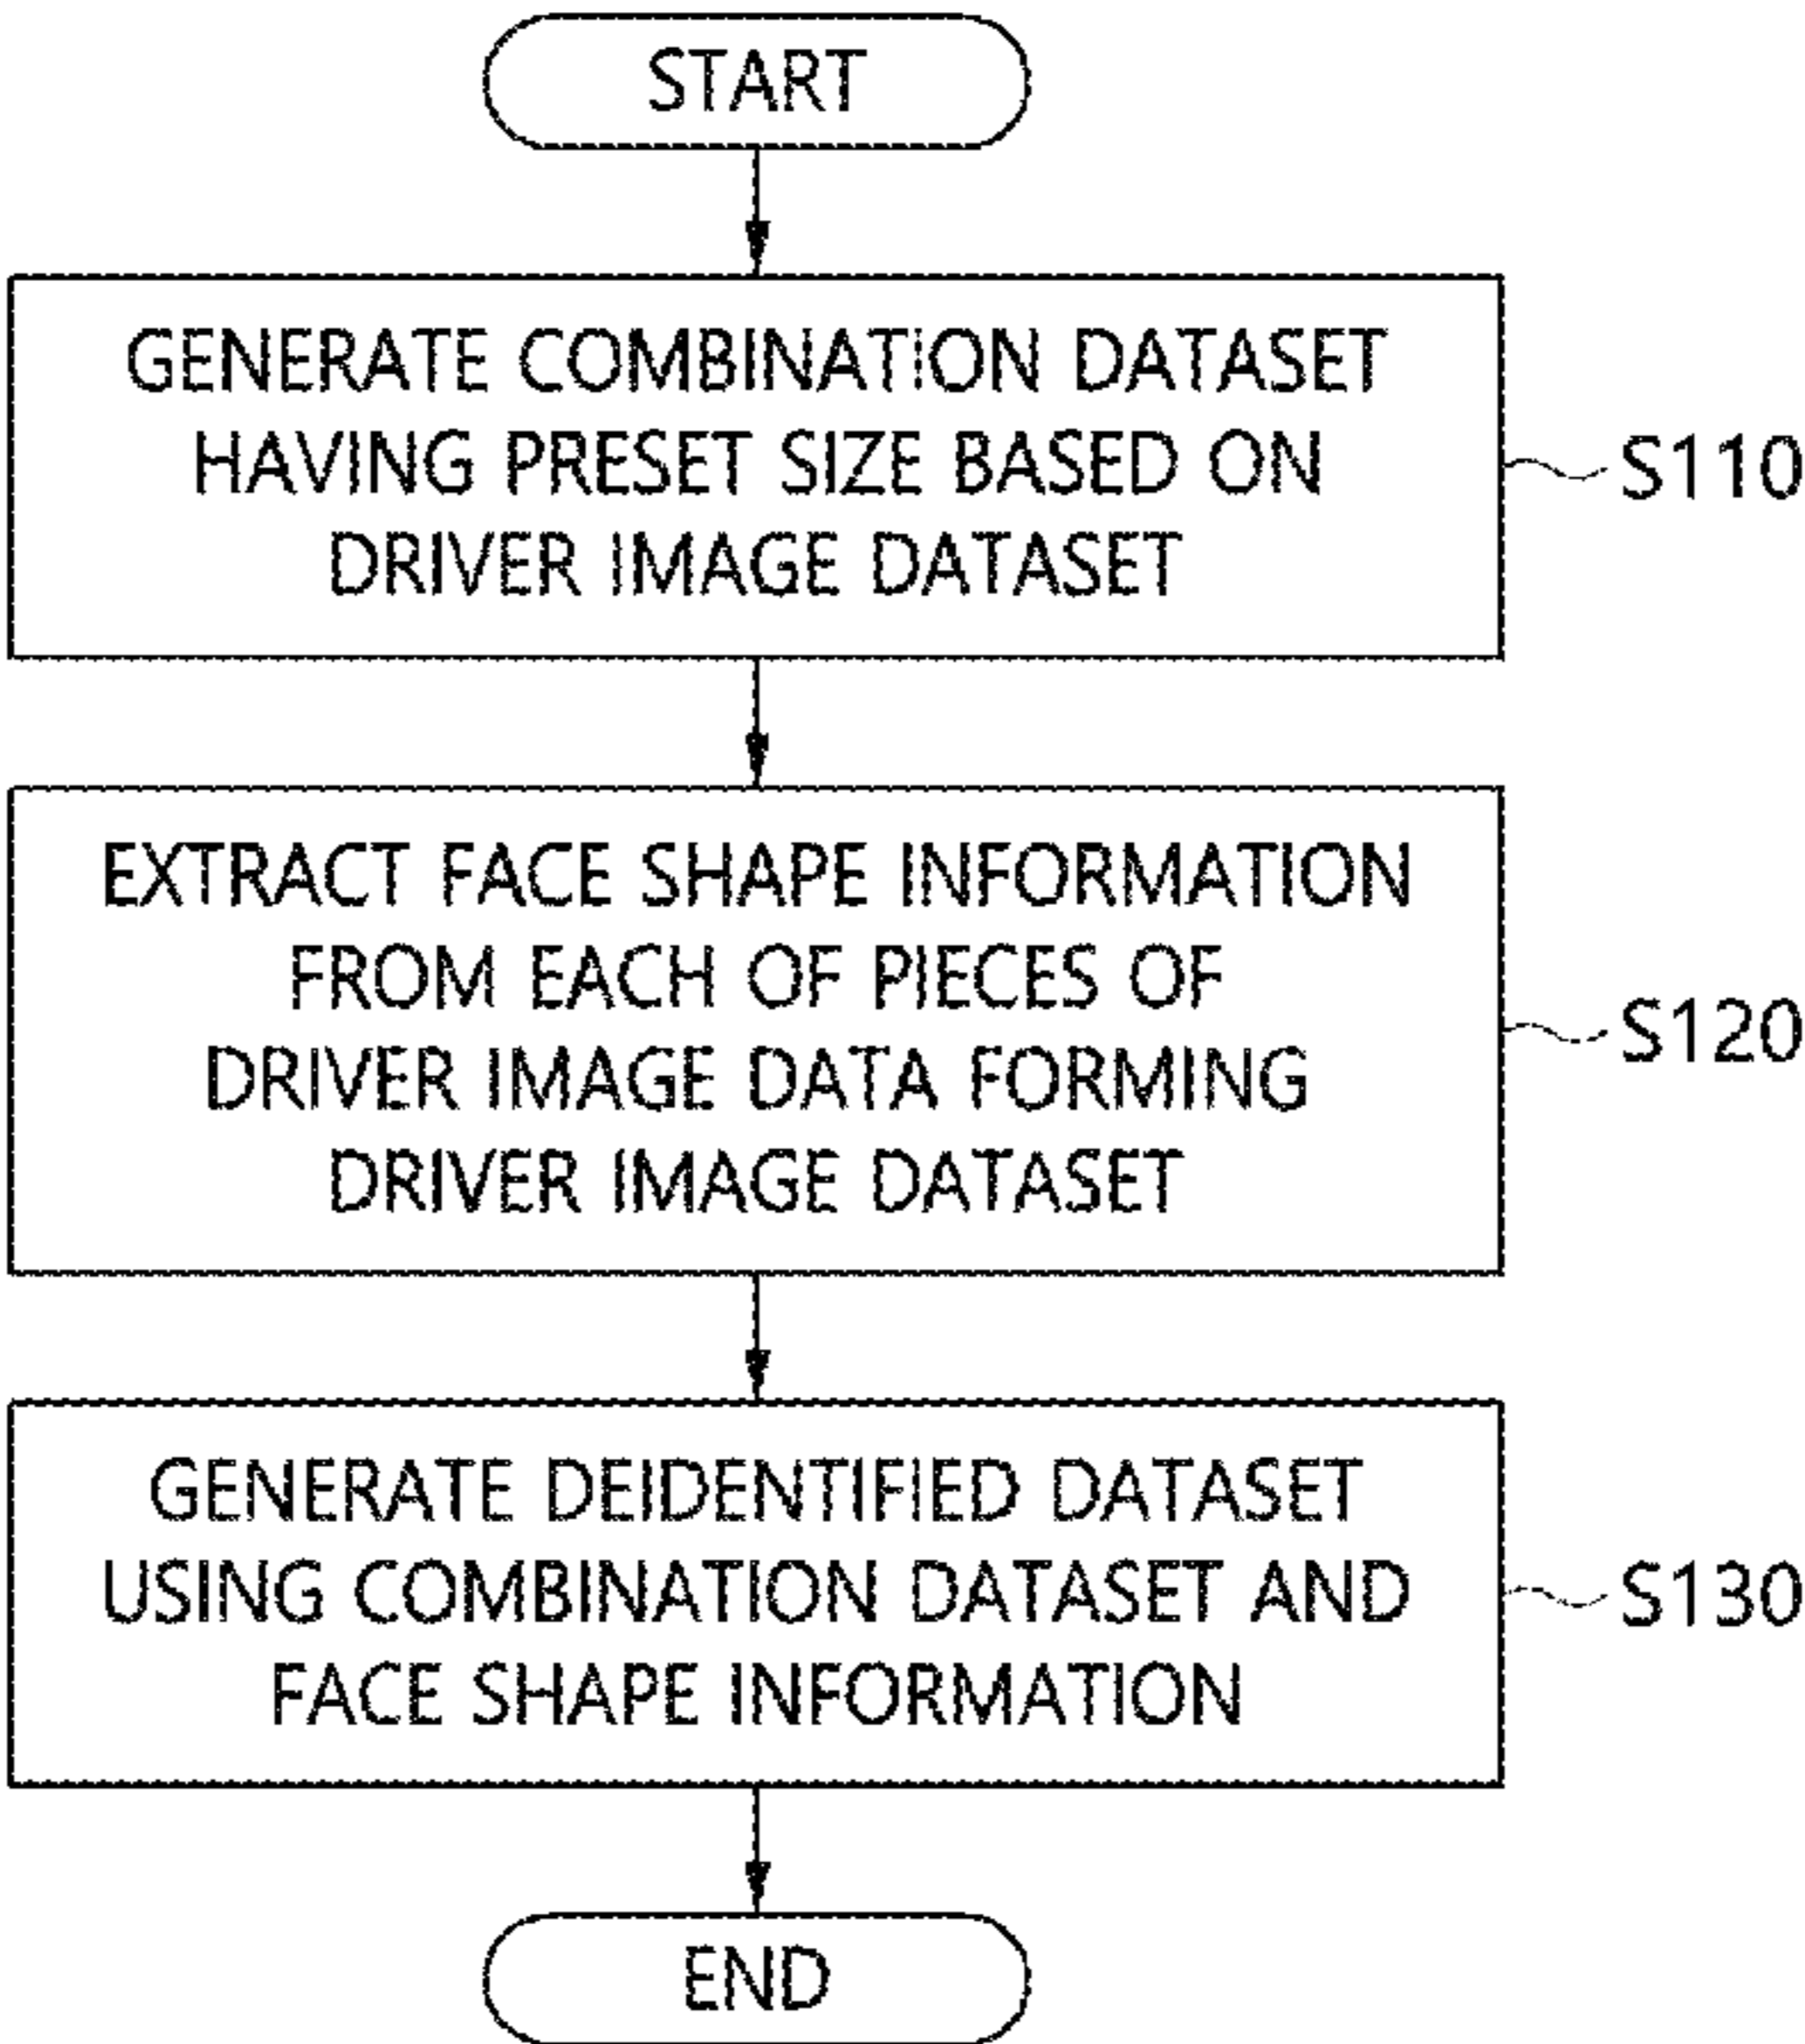 START
GENERATE COMBINATION DATASET
HAVING PRESET SIZE BASED ON
DRIVER IMAGE DATASET
S110
EXTRACT FACE SHAPE INFORMATION
FROM EACH OF PIECES OF
DRIVER IMAGE DATA FORMING
DRIVER IMAGE DATASET
S120
GENERATE DEIDENTIFIED DATASET
USING COMBINATION DATASET AND
FACE SHAPE INFORMATION
S130
END